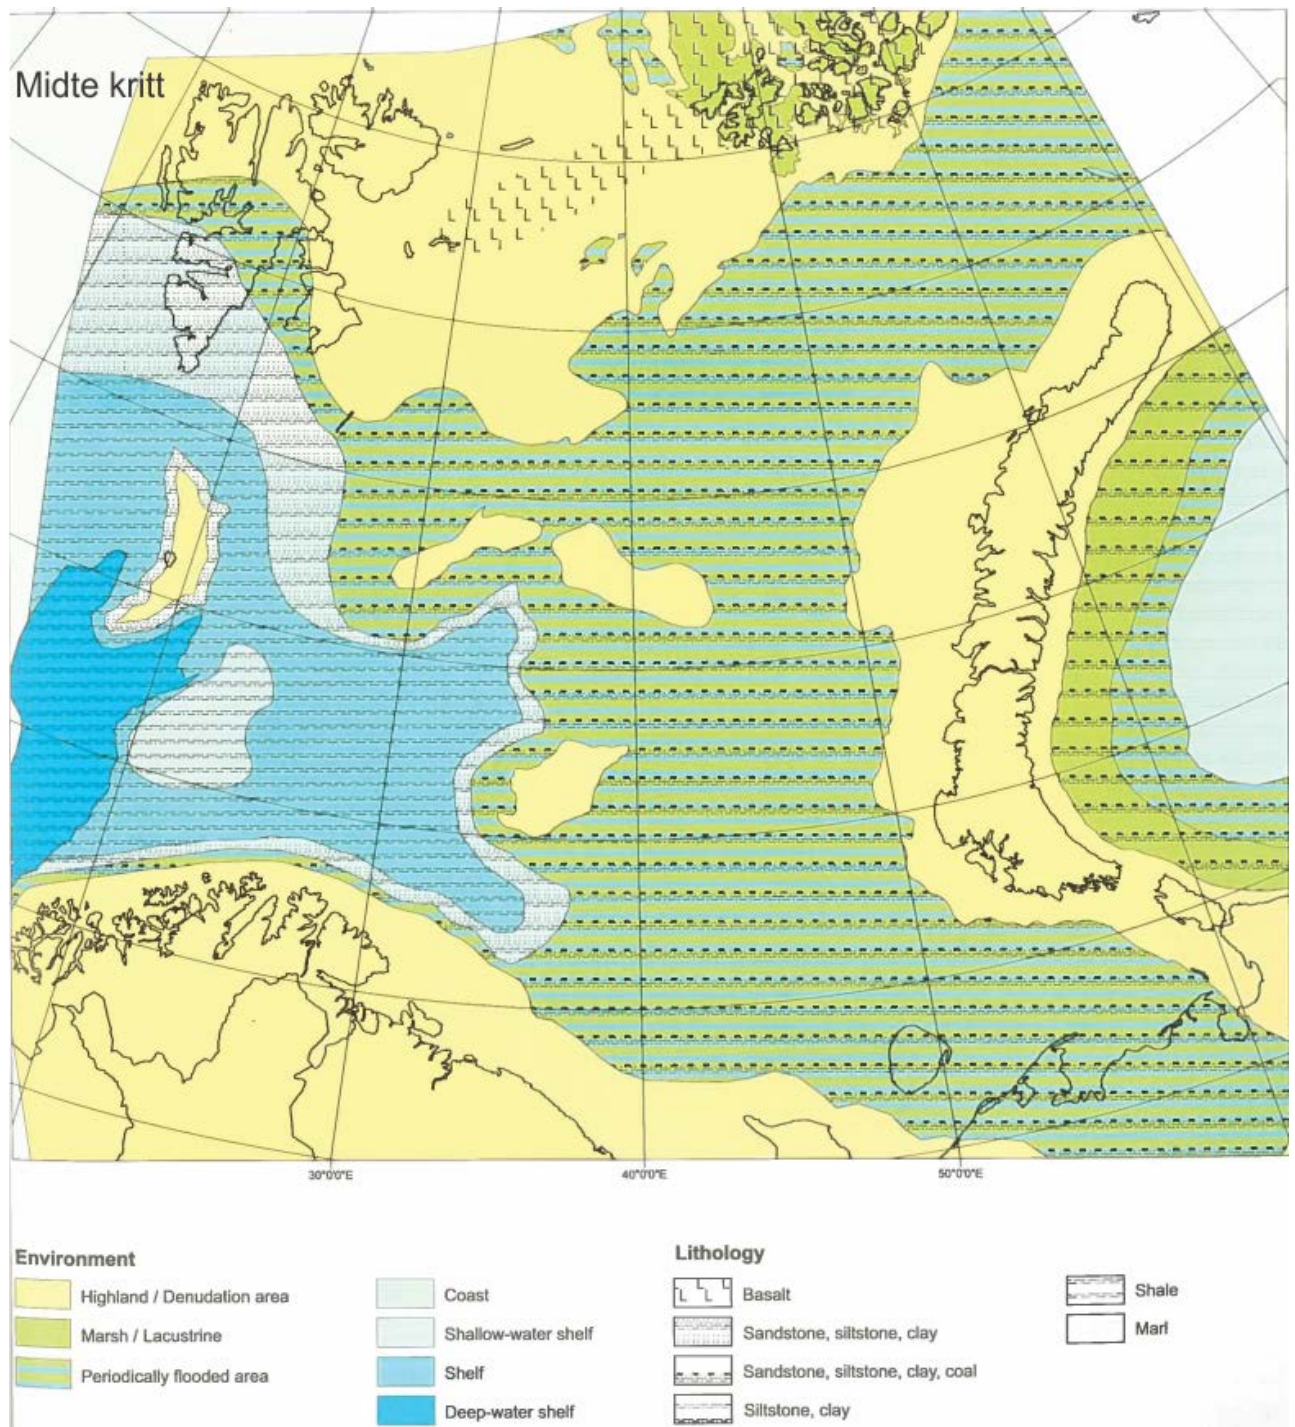 Midte kritt
30°0'0"E
40°0'0"E
50°0'0"E
Environment
Highland / Denudation area
Marsh / Lacustrine
Periodically flooded area
Coast
Shallow-water shelf
Shelf
Deep-water shelf
Lithology
Basalt
Sandstone, siltstone, clay
Sandstone, siltstone, clay, coal
Siltstone, clay
Shale
Marl